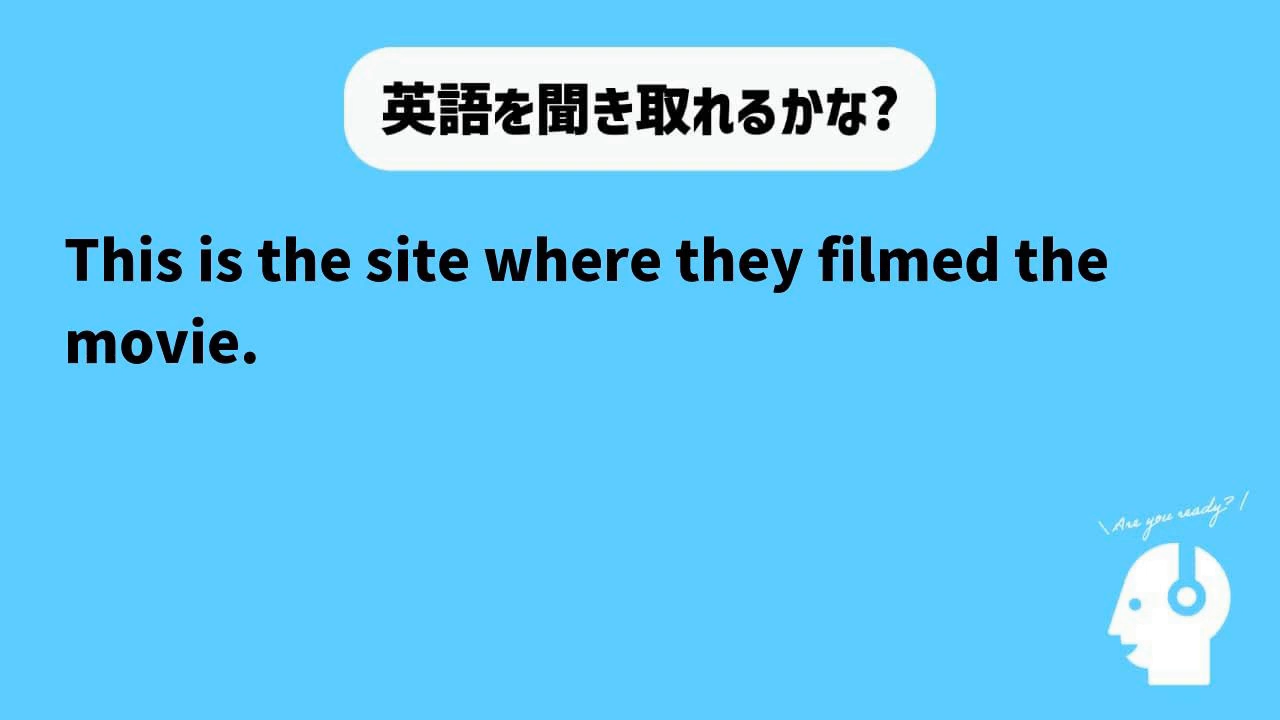 英語を聞き取れるかな?
This is the site where they filmed the
movie.
\ Are you ready? /